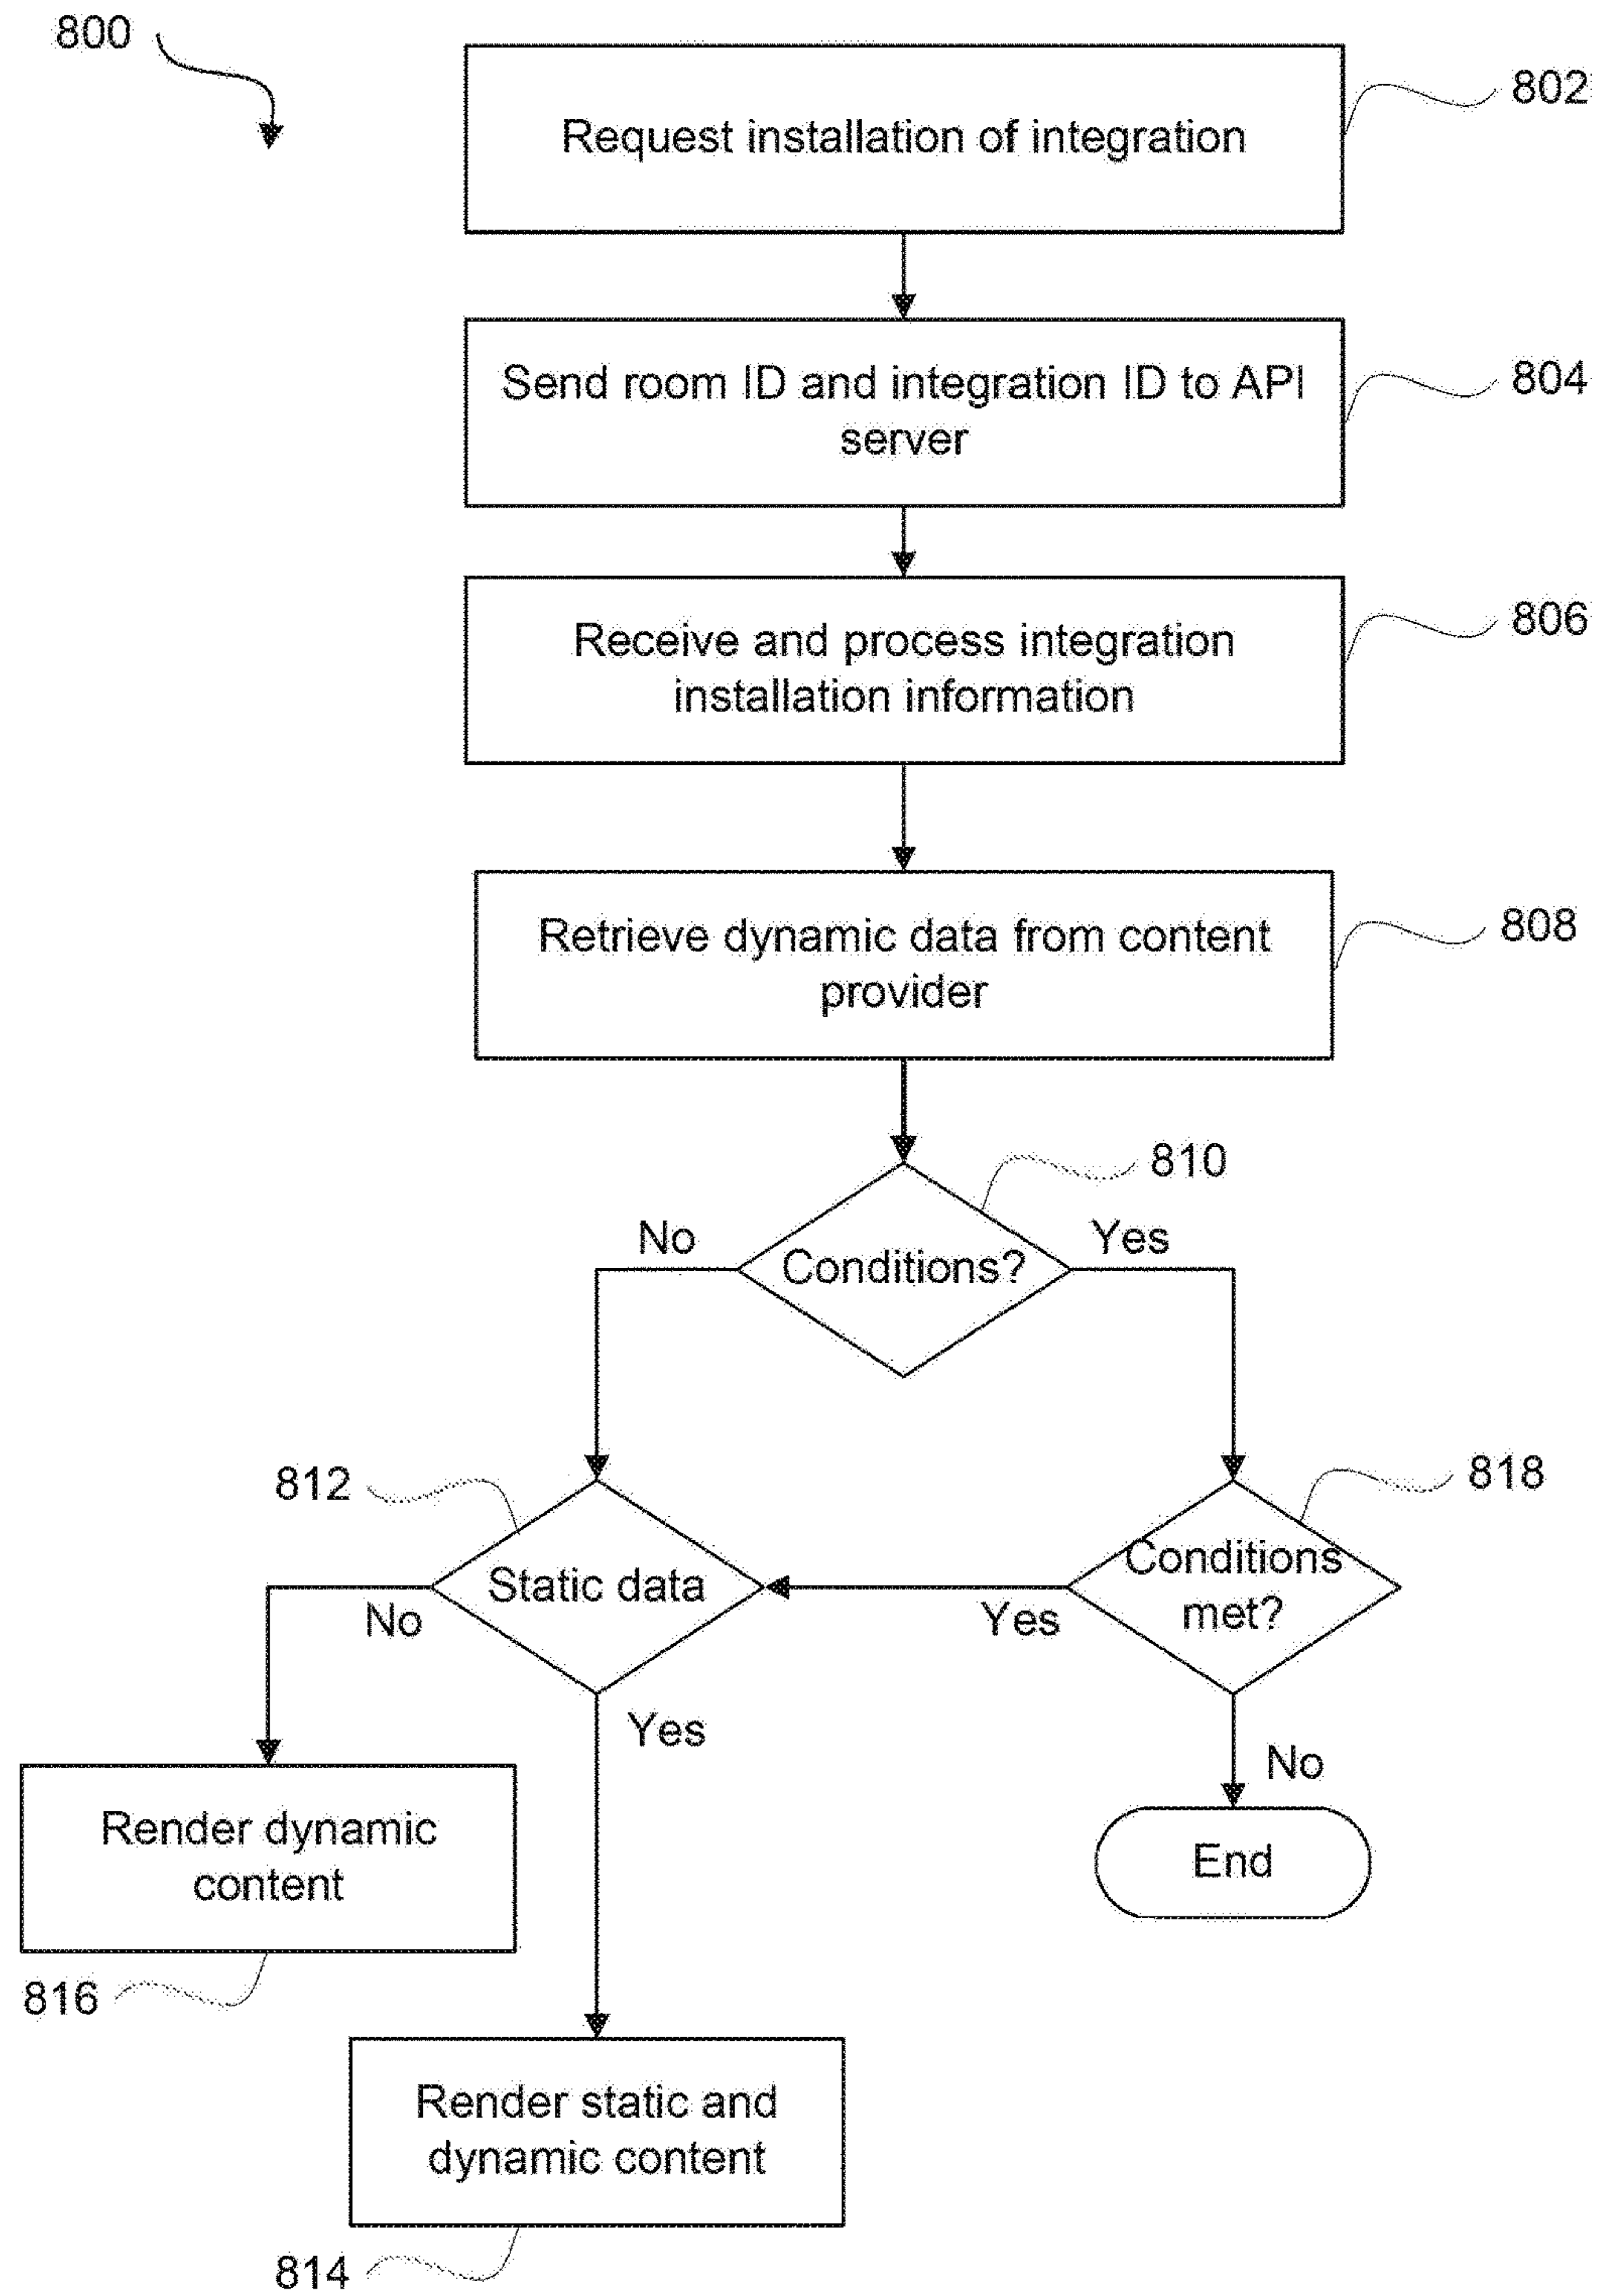 800
Request installation of integration
802
Send room ID and integration ID to API
server
804
Receive and process integration
installation information
806
Retrieve dynamic data from content
provider
808
810
No
Conditions?
Yes
812
818
Static data
Conditions
met?
No
Yes
Yes
No
Render dynamic
content
End
816
Render static and
dynamic content
814